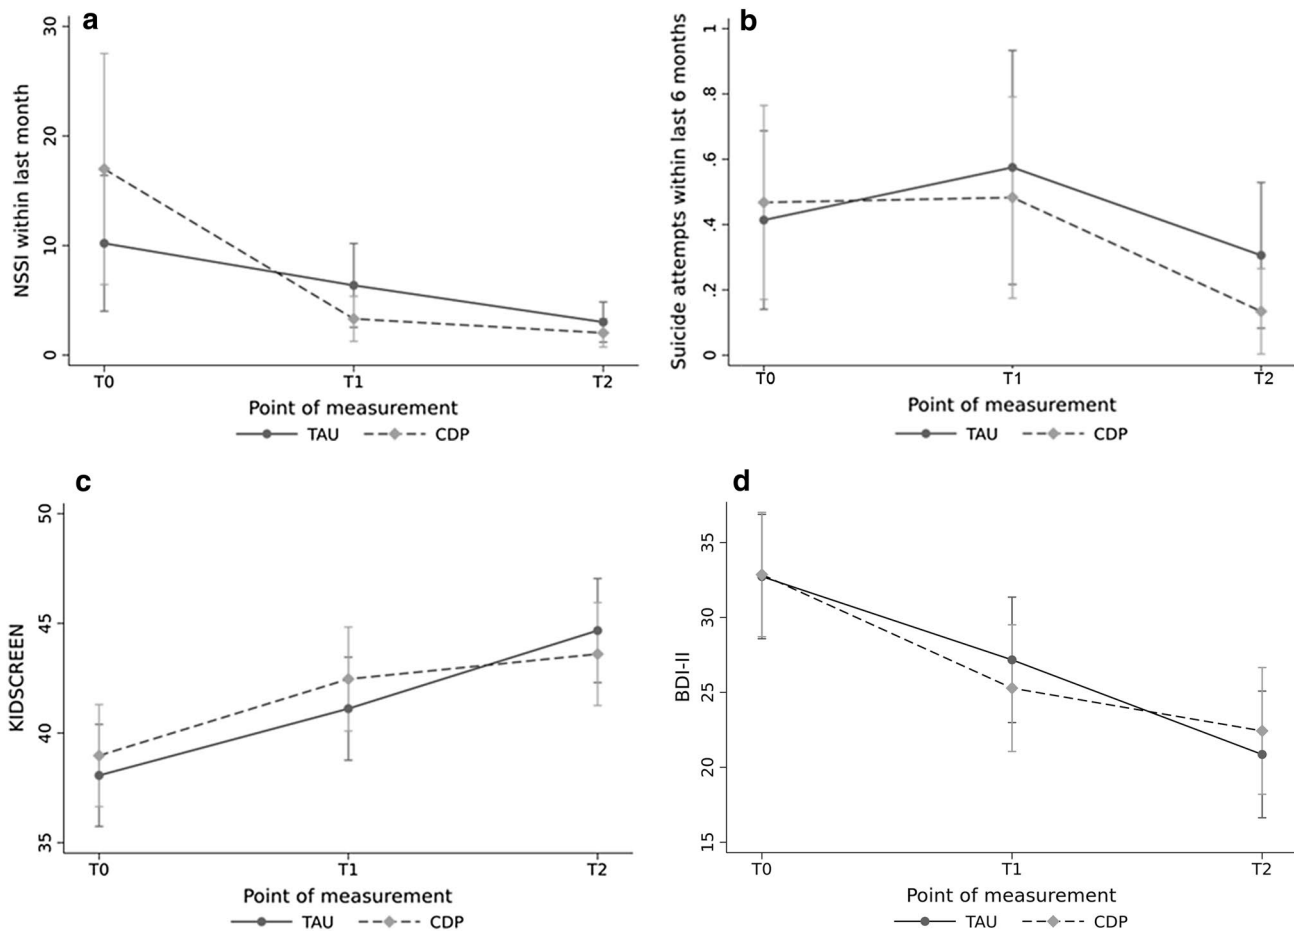 a
NSSI within last month
30
20
10
0
T0 T1 T2
Point of measurement
TAU CDP
b
Suicide attempts within last 6 months
1
.8
.6
.4
.2
0
T0 T1 T2
Point of measurement
TAU CDP
c
KIDSCREEN
50
45
40
35
T0 T1 T2
Point of measurement
TAU CDP
d
BDI-II
35
30
25
20
15
T0 T1 T2
Point of measurement
TAU CDP